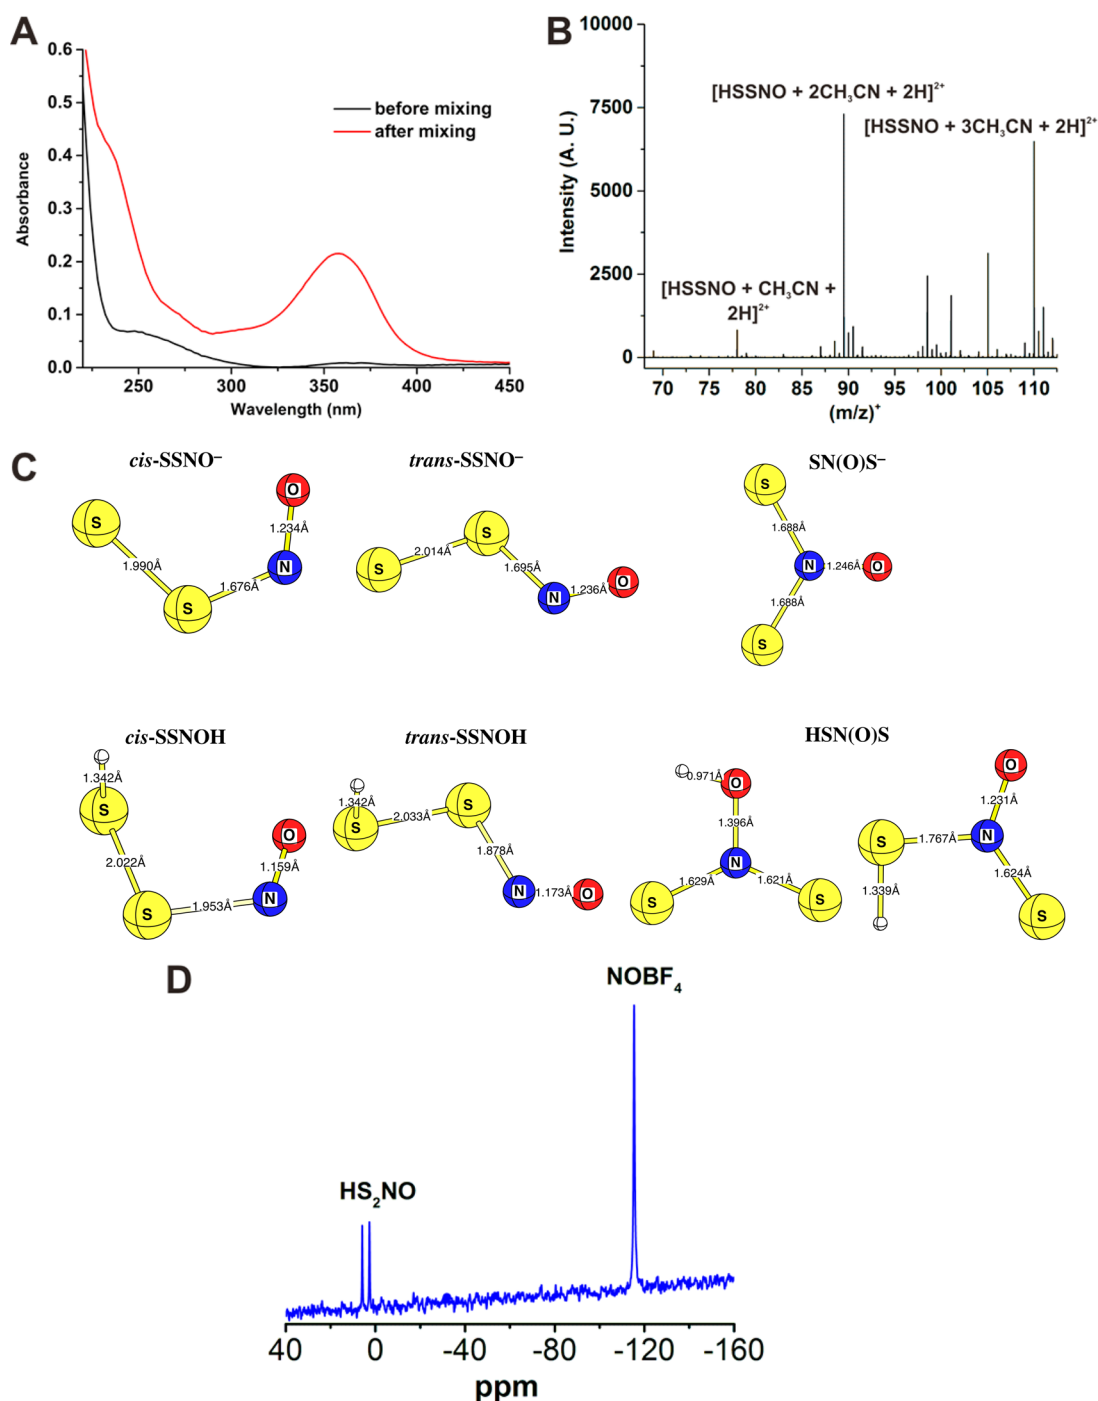 A
0.6
0.5
0.4
0.3
0.2
0.1
0.0
Absorbance
before mixing
after mixing
250 300 350 400 450
Wavelength (nm)
B
10000
7500
5000
2500
0
Intensity (A. U.)
[HSSNO + 2CH₃CN + 2H]²⁺
[HSSNO + 3CH₃CN + 2H]²⁺
[HSSNO + CH₃CN +
2H]²⁺
70 75 80 85 90 95 100 105 110
(m/z)⁺
C
cis-SSNO⁻
S
1.990Å
S
1.676Å
N
1.234Å
O
trans-SSNO⁻
S
2.014Å
S
1.695Å
N
1.236Å
O
SN(O)S⁻
S
1.688Å
N
1.246Å
O
1.688Å
S
cis-SSNOH
1.342Å
S
2.022Å
S
1.953Å
N
1.159Å
O
trans-SSNOH
1.342Å
S
2.033Å
S
1.878Å
N
1.173Å
O
HSN(O)S
0.971Å
O
1.396Å
N
1.629Å
1.621Å
S
S
O
1.231Å
S
1.767Å
N
1.339Å
1.624Å
S
D
NOBF₄
HS₂NO
40 0 -40 -80 -120 -160
ppm